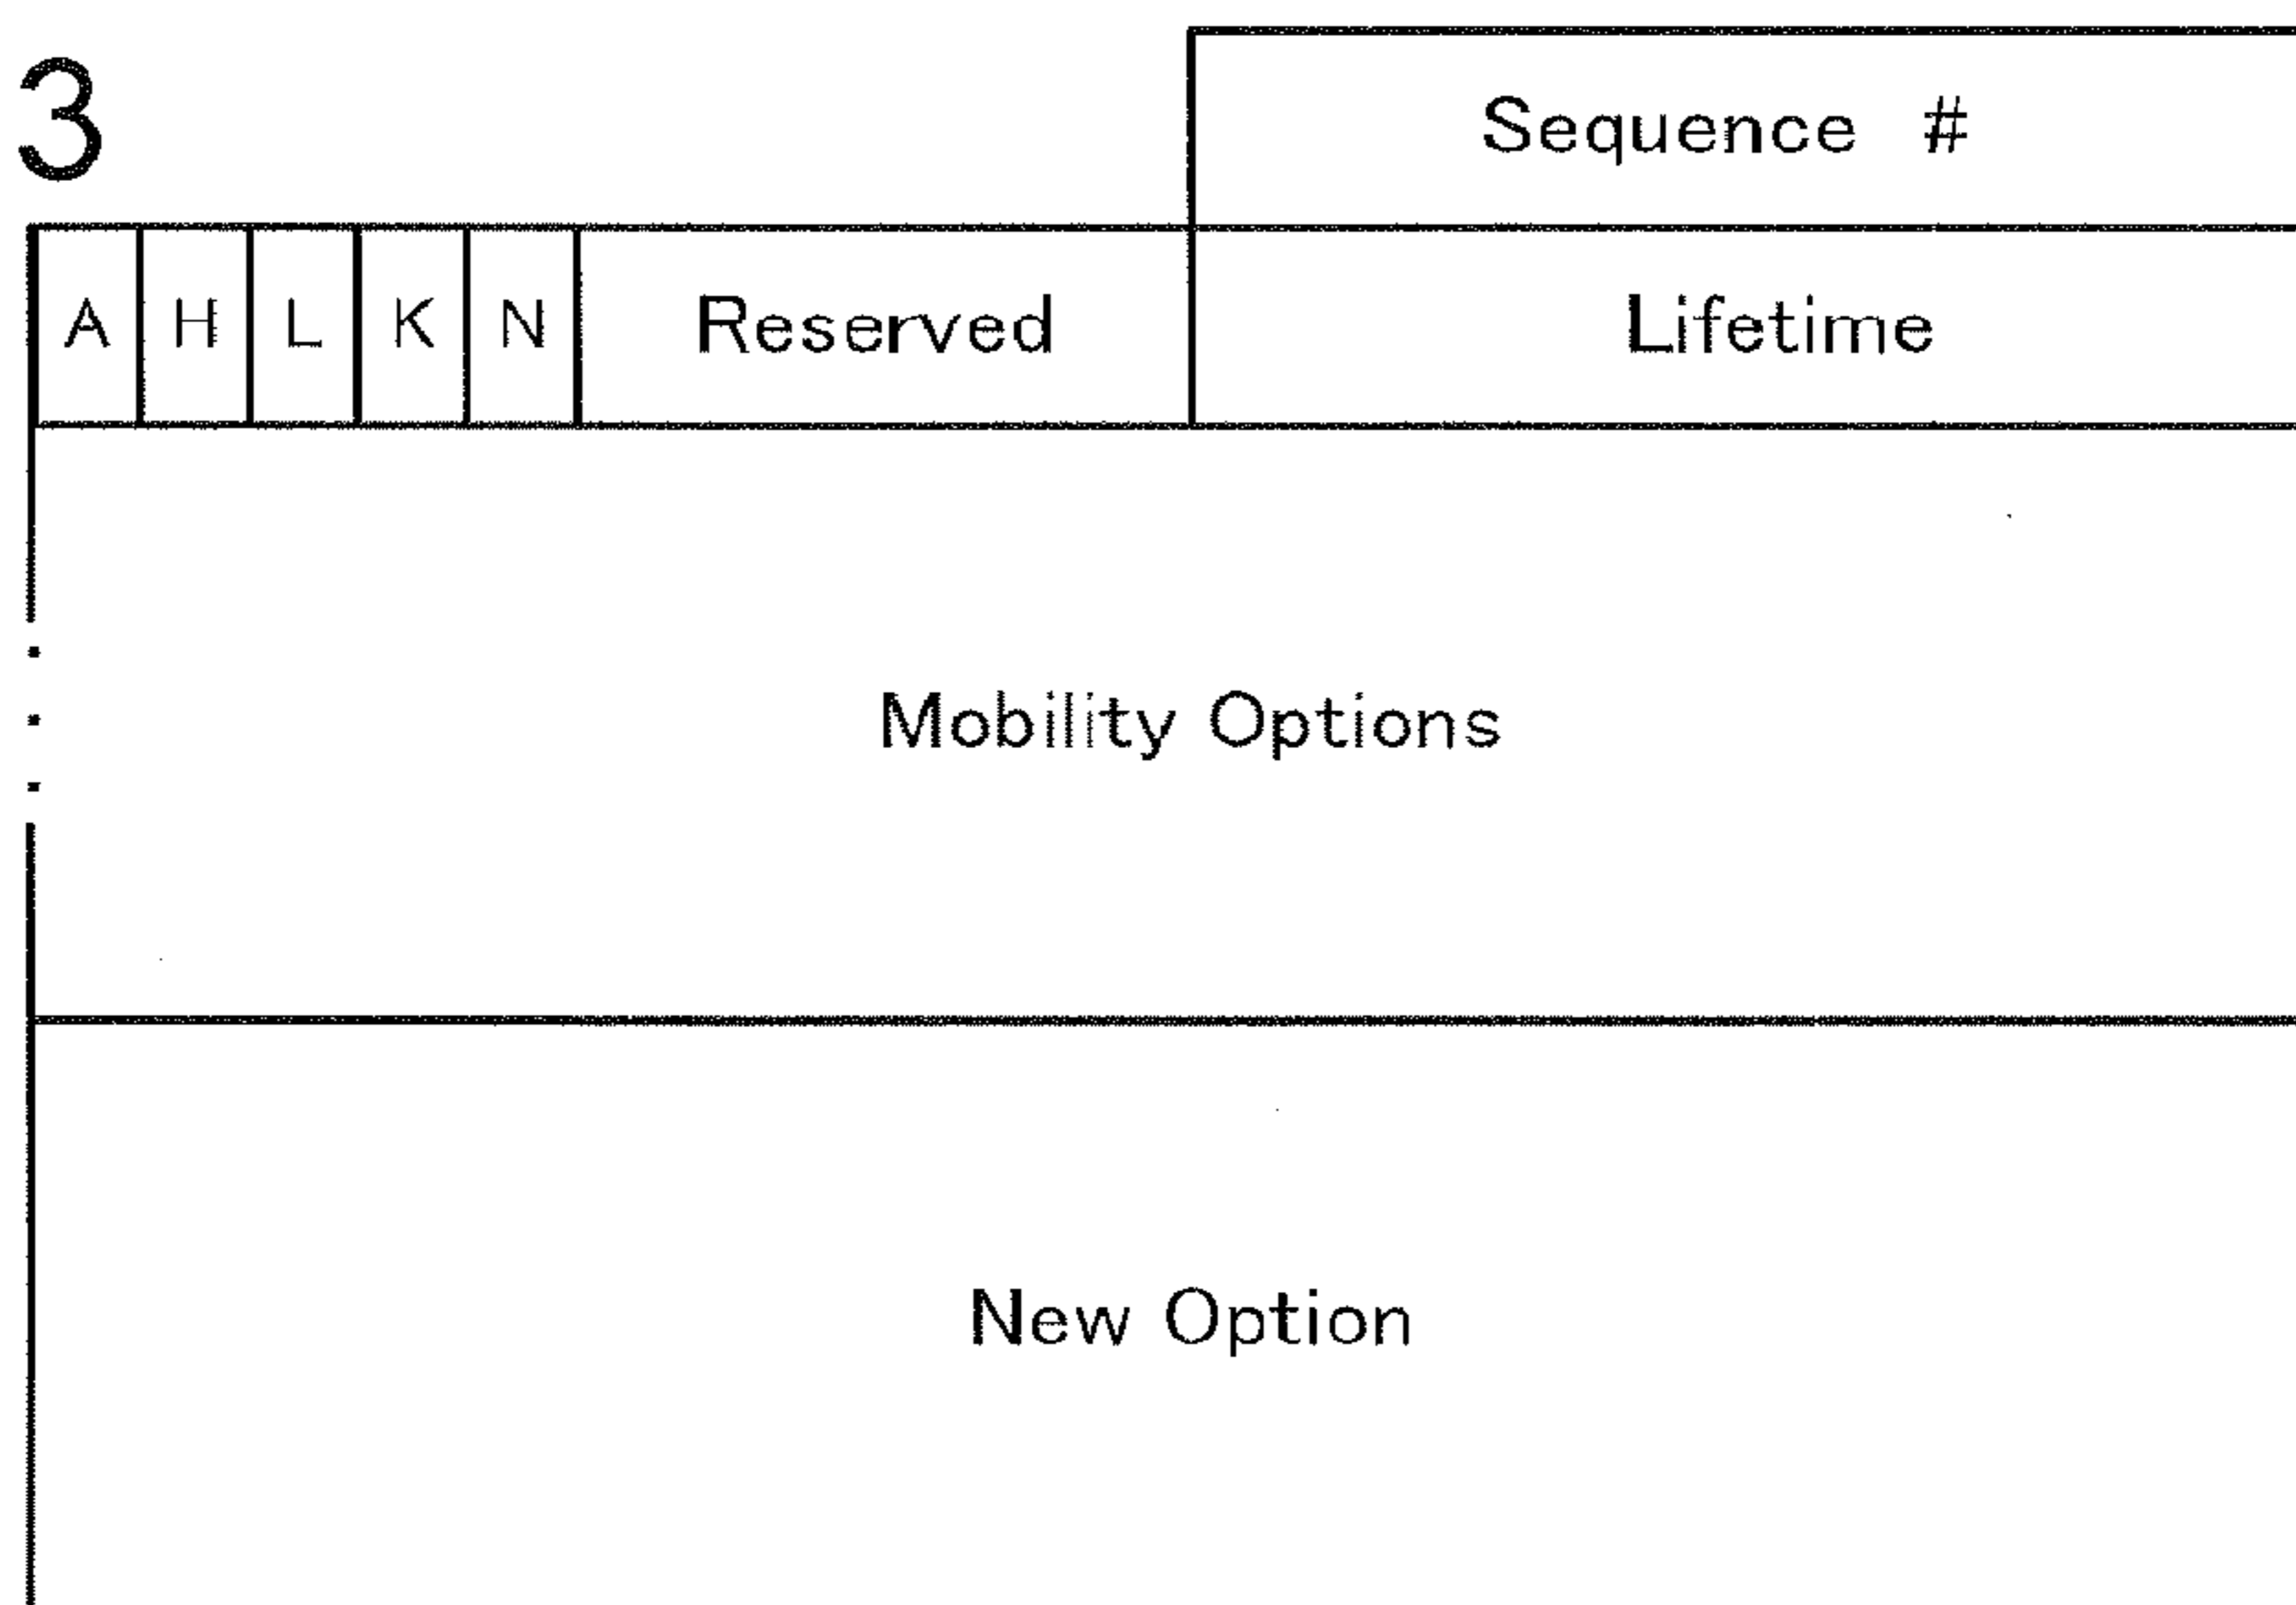 3
Sequence #
A H L K N Reserved Lifetime
Mobility Options
New Option